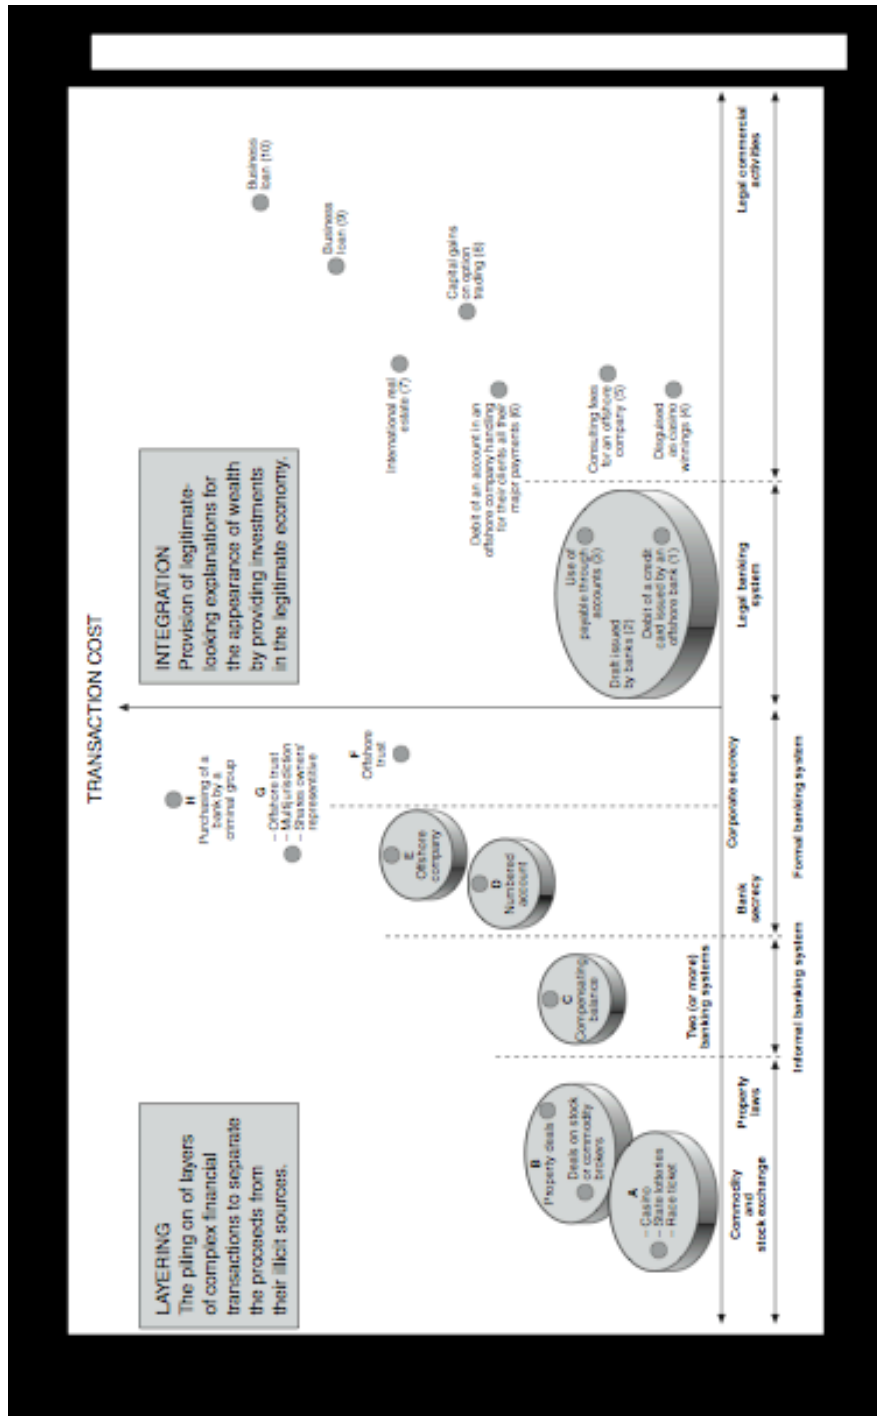 TRANSACTION COST
LAYERING
The piling on of layers
of complex financial
transactions to separate
the proceeds from
their illicit sources.
INTEGRATION
Provision of legitimate-
looking explanations for
the appearance of wealth
by providing investments
in the legitimate economy.
H
Purchasing of a
bank by a
criminal group
G
– Offshore trust
– Multijurisdiction
– Shares owners'
representitive
F
Offshore
trust
E
Offshore
company
D
Numbered
account
C
Compensating
balance
B
Property deals
Deals on stock
or commodity
brokers
A
– Casino
– State lotteries
– Race ticket
Business
loan (10)
Business
loan (9)
International real
estate (7)
Capital gains
on option
trading (8)
Debit of an account in an
offshore company handling
for their clients all their
major payments (6)
Consulting fees
for an offshore
company (5)
Disguised
as casino
winnings (4)
Use of
payable through
accounts (3)
Draft issued
by banks (2)
Debit of a credit
card issued by an
offshore bank (1)
Commodity
and
stock exchange
Property
laws
Two (or more)
banking systems
Bank
secrecy
Corporate secrecy
Legal banking
system
Legal commercial
activities
Informal banking system
Formal banking system